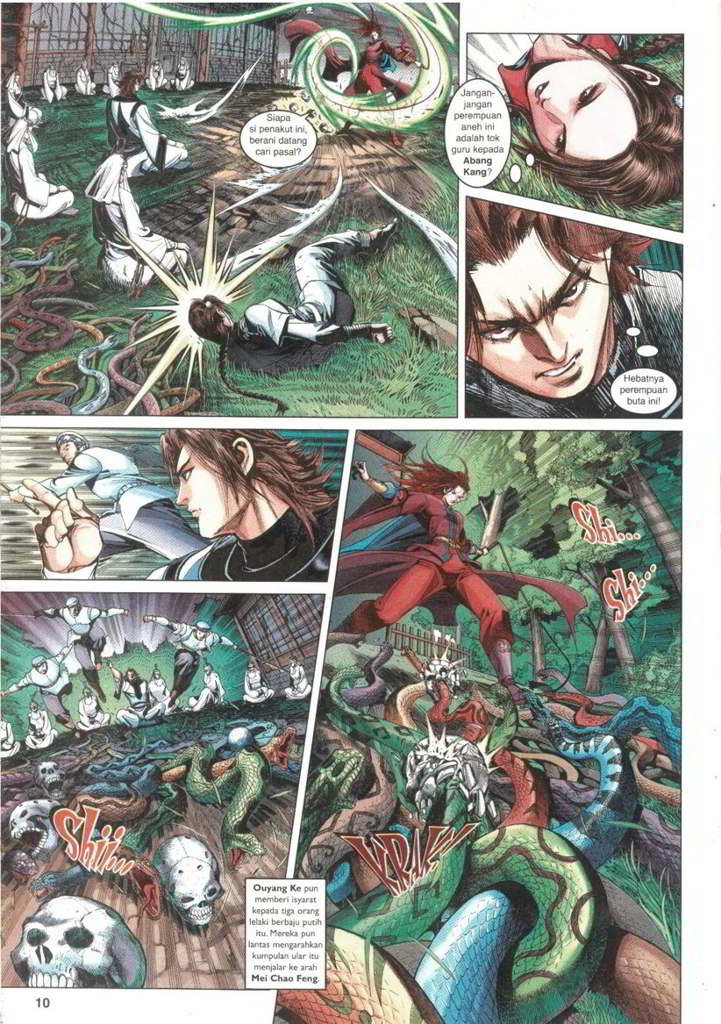 Siapa
si penakut ini,
berani datang
cari pasal?
Jangan-
jangan
perempuan
aneh ini
adalah tok
guru kepada
Abang
Kang?
Hebatnya
perempuan
buta ini!
Shi...
Shi...
Shii...
KRAK
Ouyang Ke pun
memberi isyarat
kepada tiga orang
lelaki berbaju putih
itu. Mereka pun
lantas mengarahkan
kumpulan ular itu
menjalar ke arah
Mei Chao Feng.
10